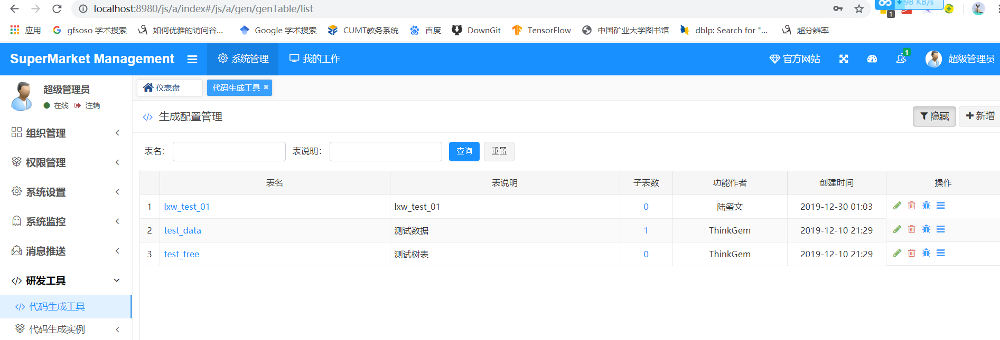 localhost:8980/js/a/index#/js/a/gen/genTable/list
98 KB/s
1
应用 gfsoso 学术搜索 如何优雅的访问谷... Google 学术搜索 CUMT教务系统 百度 DownGit TensorFlow 中国矿业大学图书馆 dblp: Search for "... 超分辨率
SuperMarket Management 系统管理 我的工作 官方网站 1 超级管理员
超级管理员
在线 注销
组织管理
权限管理
系统设置
系统监控
消息推送
研发工具
代码生成工具
代码生成实例
仪表盘 代码生成工具
生成配置管理 隐藏 新增
表名: 表说明: 查询 重置
表名 表说明 子表数 功能作者 创建时间 操作
1 lxw_test_01 lxw_test_01 0 陆玺文 2019-12-30 01:03
2 test_data 测试数据 1 ThinkGem 2019-12-10 21:29
3 test_tree 测试树表 0 ThinkGem 2019-12-10 21:29